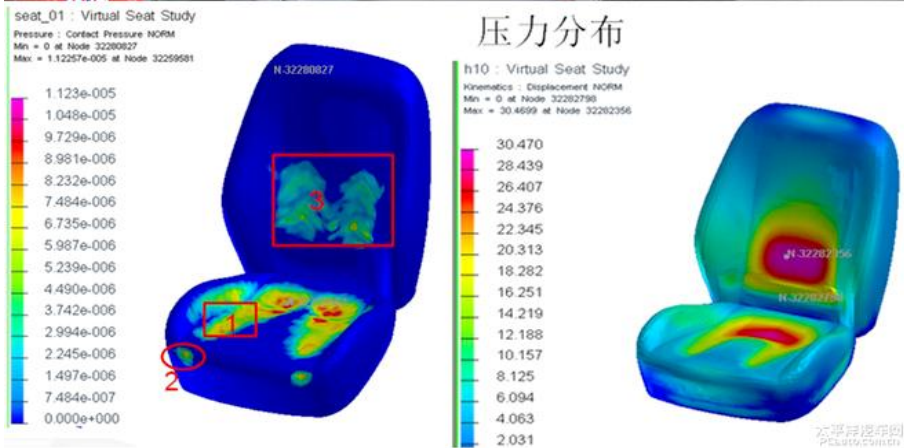 seat_01 : Virtual Seat Study
Pressure : Contact Pressure NORM
Min = 0 at Node 32280827
Max = 1.12257e-005 at Node 32259581
1.123e-005
1.048e-005
9.729e-006
8.981e-006
8.232e-006
7.484e-006
6.735e-006
5.987e-006
5.239e-006
4.490e-006
3.742e-006
2.994e-006
2.245e-006
1.497e-006
7.484e-007
0.000e+000
N-32280827
3
1
2
压力分布
h10 : Virtual Seat Study
Kinematics : Displacement NORM
Min = 0 at Node 32282798
Max = 30.4699 at Node 32282356
30.470
28.439
26.407
24.376
22.345
20.313
18.282
16.251
14.219
12.188
10.157
8.125
6.094
4.063
2.031
N-32282356
N-32282798
太平洋汽车网
PCauto.com.cn